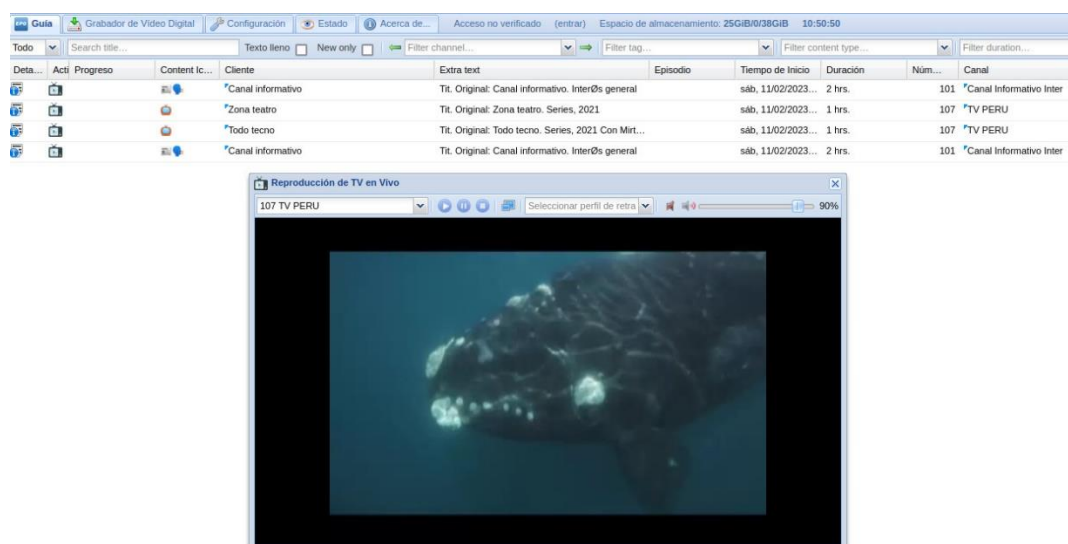 EPG Guía Grabador de Vídeo Digital Configuración Estado Acerca de... Acceso no verificado (entrar) Espacio de almacenamiento: 25GiB/0/38GiB 10:50:50
Todo Search title... Texto lleno New only Filter channel... Filter tag... Filter content type... Filter duration...
Deta... Acti Progreso Content Ic... Cliente Extra text Episodio Tiempo de Inicio Duración Núm... Canal
Canal informativo Tit. Original: Canal informativo. InterØs general sáb, 11/02/2023... 2 hrs. 101 Canal Informativo Inter
Zona teatro Tit. Original: Zona teatro. Series, 2021 sáb, 11/02/2023... 1 hrs. 107 TV PERU
Todo tecno Tit. Original: Todo tecno. Series, 2021 Con Mirt... sáb, 11/02/2023... 1 hrs. 107 TV PERU
Canal informativo Tit. Original: Canal informativo. InterØs general sáb, 11/02/2023... 2 hrs. 101 Canal Informativo Inter
Reproducción de TV en Vivo
107 TV PERU Seleccionar perfil de retra 90%